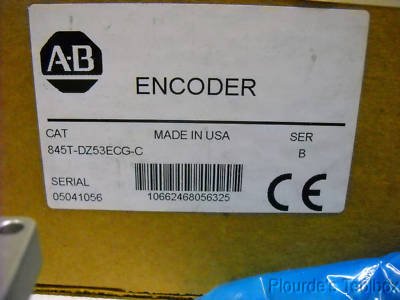 A-B
ENCODER
CAT MADE IN USA SER
845T-DZ53ECG-C B
SERIAL
05041056 10662468056325
CE
Plourde's Toolbox